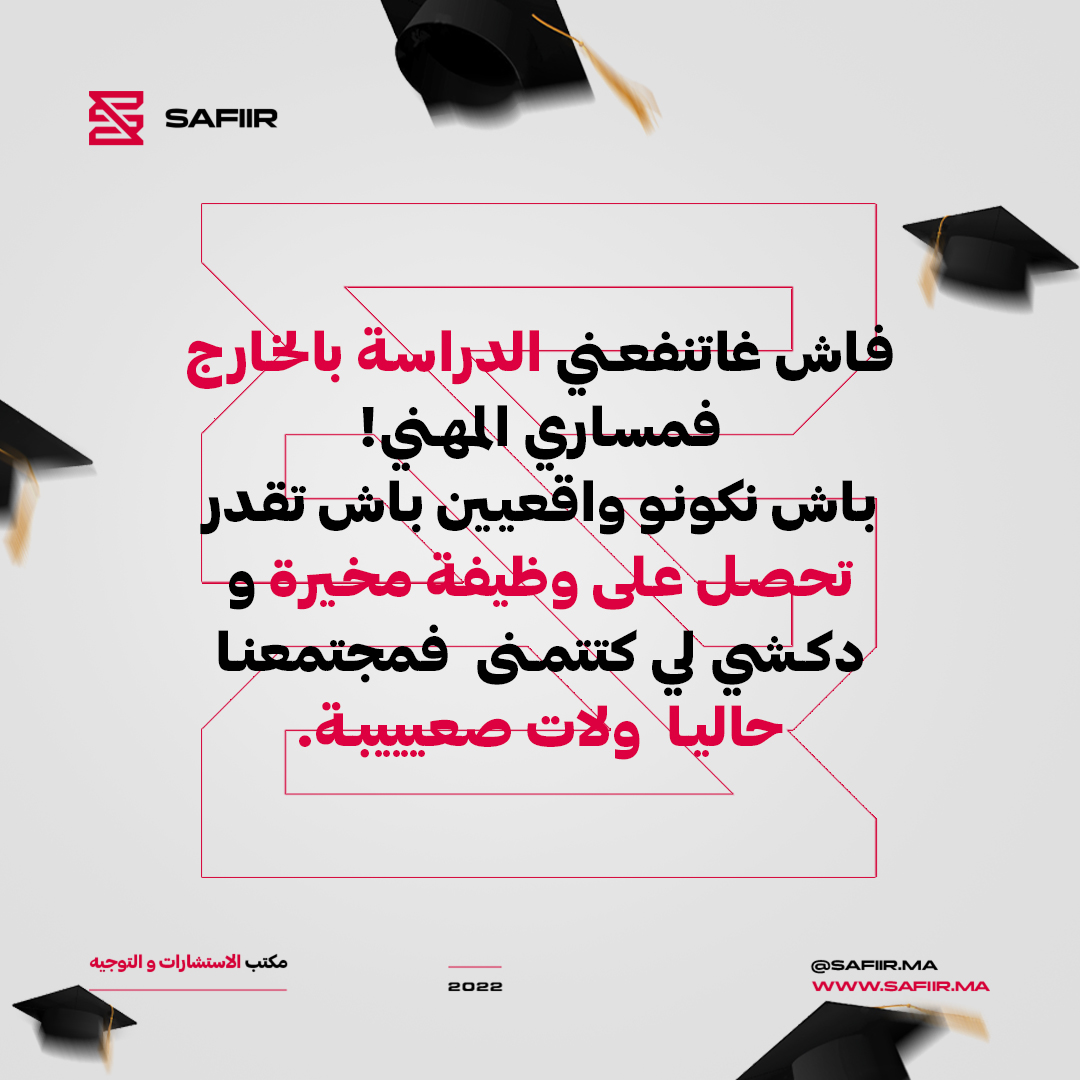 SAFIIR
فاش غاتنفعني الدراسة بالخارج
فمساري المهني!
باش نكونو واقعيين باش تقدر
تحصل على وظيفة مخيرة و
دكشي لي كتتمنى فمجتمعنا
حاليا ولات صعيييبة.
مكتب الاستشارات و التوجيه
2022
@SAFIIR.MA
WWW.SAFIIR.MA